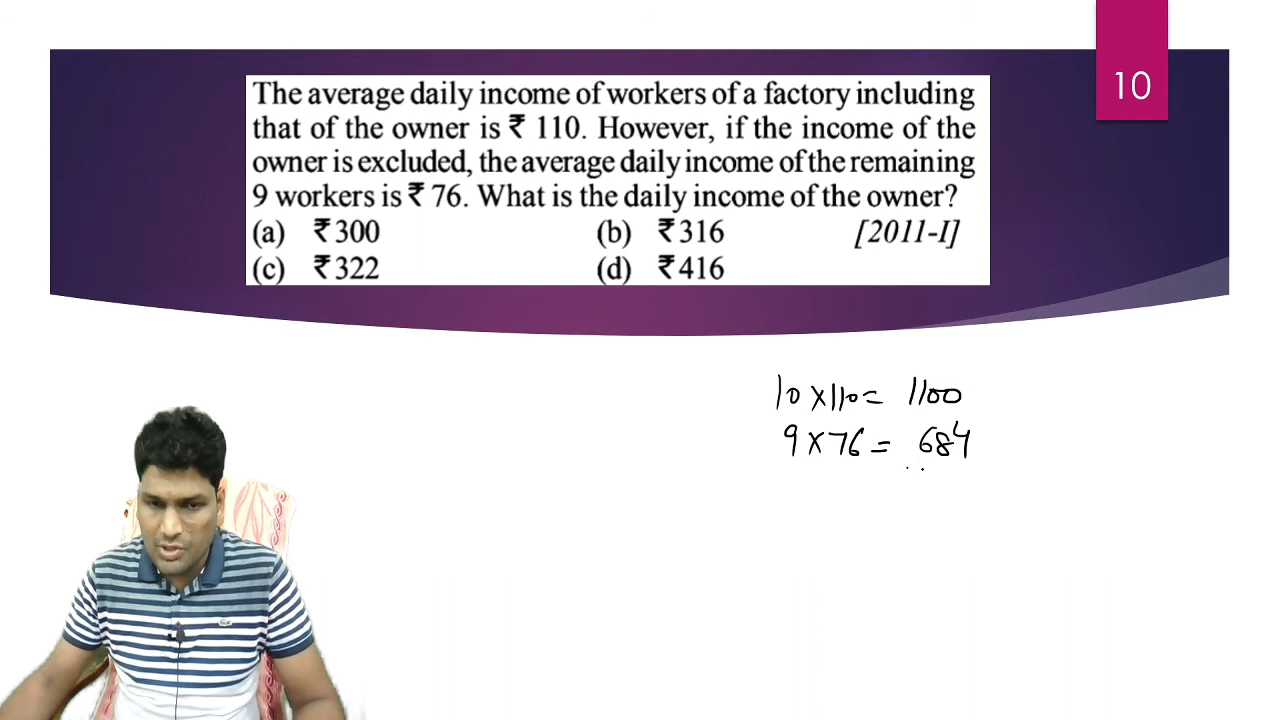 10
The average daily income of workers of a factory including
that of the owner is ₹ 110. However, if the income of the
owner is excluded, the average daily income of the remaining
9 workers is ₹ 76. What is the daily income of the owner?
(a) ₹ 300 (b) ₹ 316 [2011-I]
(c) ₹ 322 (d) ₹ 416
10 × 110 = 1100
9 × 76 = 684